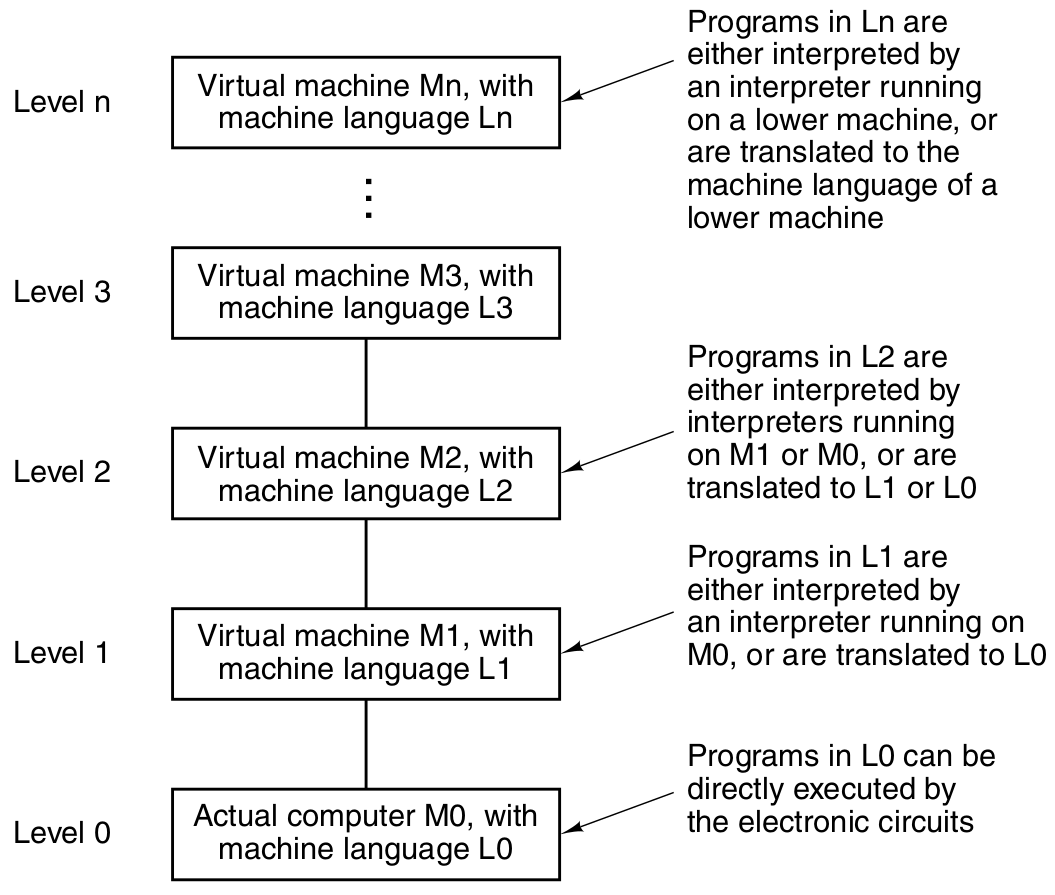 Level n
Virtual machine Mn, with
machine language Ln
Programs in Ln are
either interpreted by
an interpreter running
on a lower machine, or
are translated to the
machine language of a
lower machine
Level 3
Virtual machine M3, with
machine language L3
Level 2
Virtual machine M2, with
machine language L2
Programs in L2 are
either interpreted by
interpreters running
on M1 or M0, or are
translated to L1 or L0
Level 1
Virtual machine M1, with
machine language L1
Programs in L1 are
either interpreted by
an interpreter running on
M0, or are translated to L0
Level 0
Actual computer M0, with
machine language L0
Programs in L0 can be
directly executed by
the electronic circuits